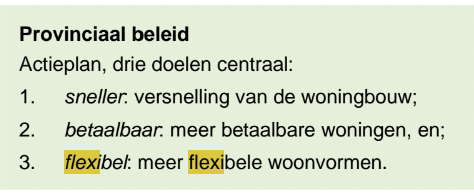 Provinciaal beleid
Actieplan, drie doelen centraal:
1. sneller: versnelling van de woningbouw;
2. betaalbaar: meer betaalbare woningen, en;
3. flexibel: meer flexibele woonvormen.